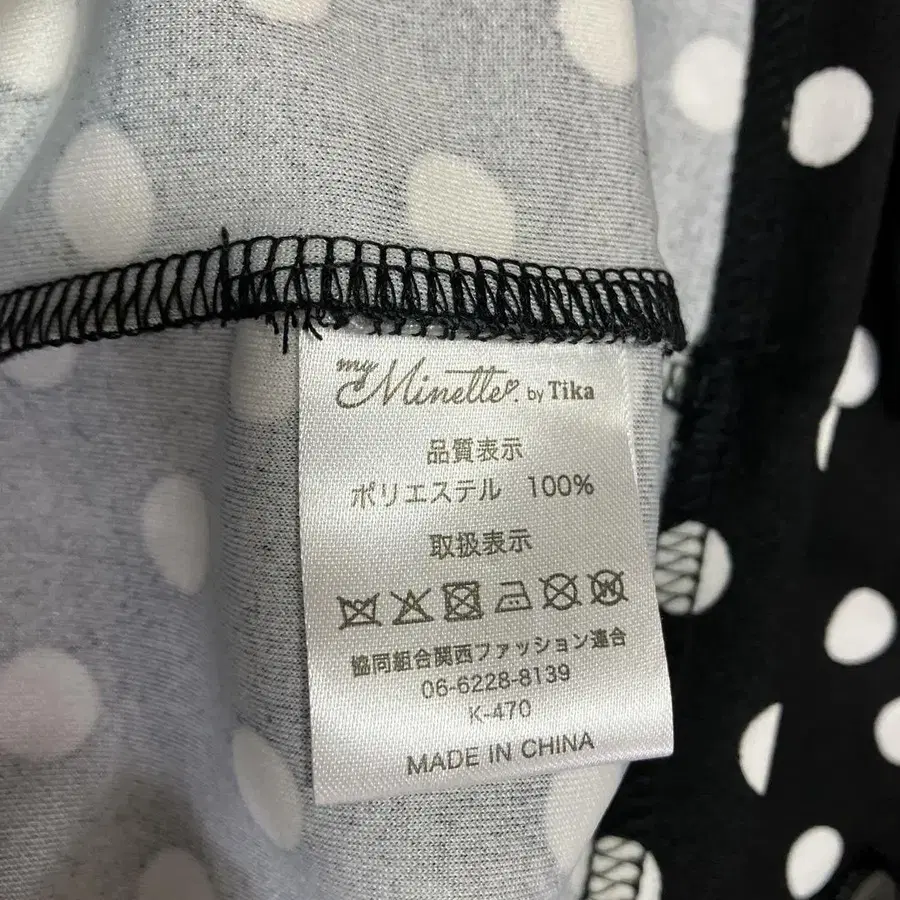 my Minette. by Tika
品質表示
ポリエステル 100%
取扱表示
協同組合関西ファッション連合
06-6228-8139
K-470
MADE IN CHINA